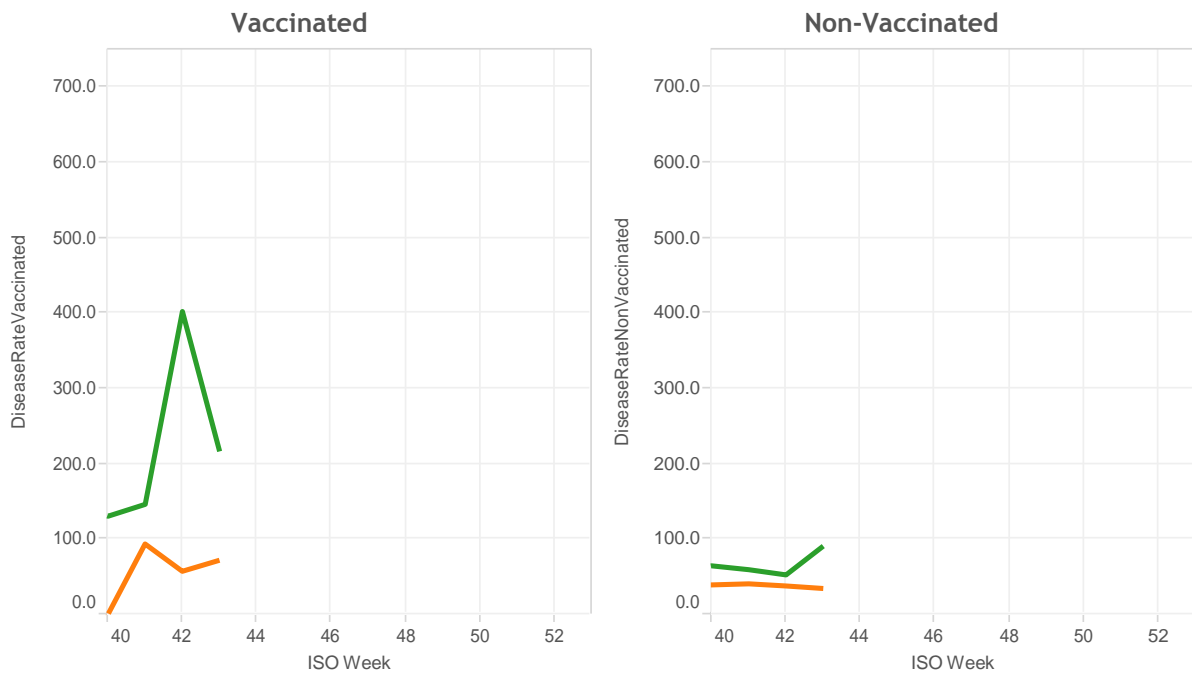 Vaccinated
700.0
600.0
500.0
400.0
300.0
200.0
100.0
0.0
DiseaseRateVaccinated
40 42 44 46 48 50 52
ISO Week
Non-Vaccinated
700.0
600.0
500.0
400.0
300.0
200.0
100.0
0.0
DiseaseRateNonVaccinated
40 42 44 46 48 50 52
ISO Week